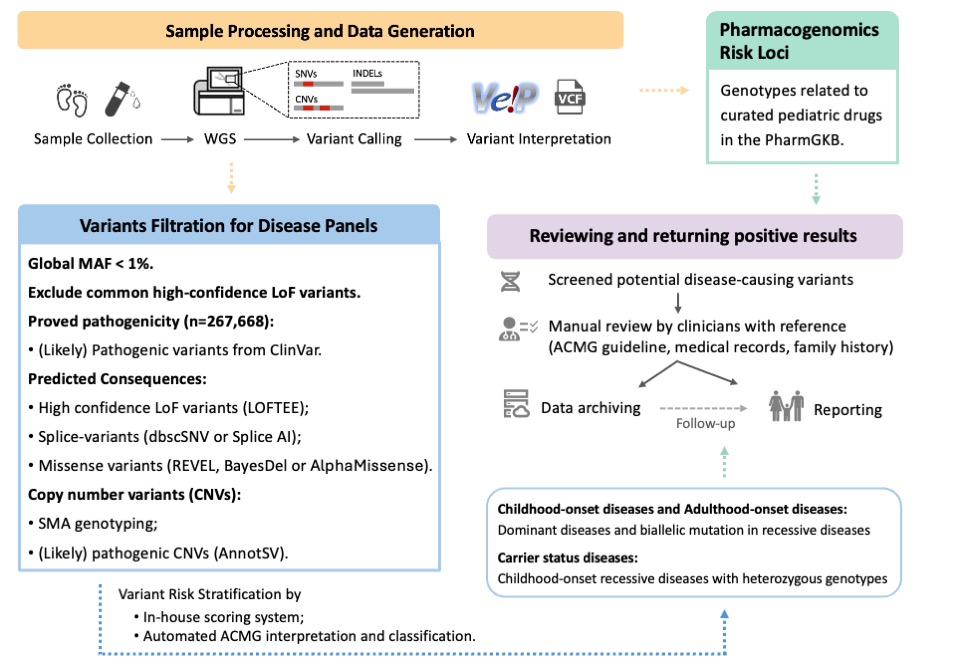 Sample Processing and Data Generation
SNVs
INDELs
CNVs
Ve!P
VCF
Sample Collection
WGS
Variant Calling
Variant Interpretation
Pharmacogenomics
Risk Loci
Genotypes related to
curated pediatric drugs
in the PharmGKB.
Variants Filtration for Disease Panels
Global MAF < 1%.
Exclude common high-confidence LoF variants.
Proved pathogenicity (n=267,668):
• (Likely) Pathogenic variants from ClinVar.
Predicted Consequences:
• High confidence LoF variants (LOFTEE);
• Splice-variants (dbscSNV or Splice AI);
• Missense variants (REVEL, BayesDel or AlphaMissense).
Copy number variants (CNVs):
• SMA genotyping;
• (Likely) pathogenic CNVs (AnnotSV).
Variant Risk Stratification by
• In-house scoring system;
• Automated ACMG interpretation and classification.
Reviewing and returning positive results
Screened potential disease-causing variants
Manual review by clinicians with reference
(ACMG guideline, medical records, family history)
Data archiving
Follow-up
Reporting
Childhood-onset diseases and Adulthood-onset diseases:
Dominant diseases and biallelic mutation in recessive diseases
Carrier status diseases:
Childhood-onset recessive diseases with heterozygous genotypes